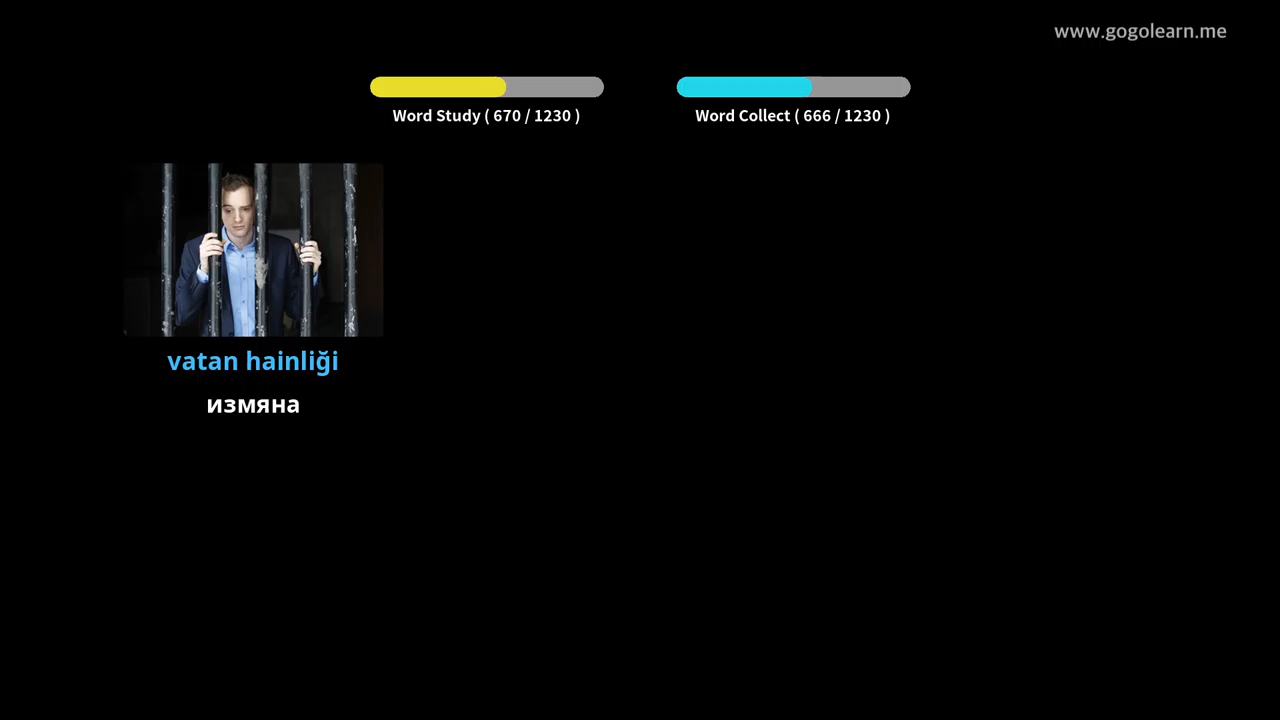 www.gogolearn.me
Word Study ( 670 / 1230 )
Word Collect ( 666 / 1230 )
vatan hainliği
измяна